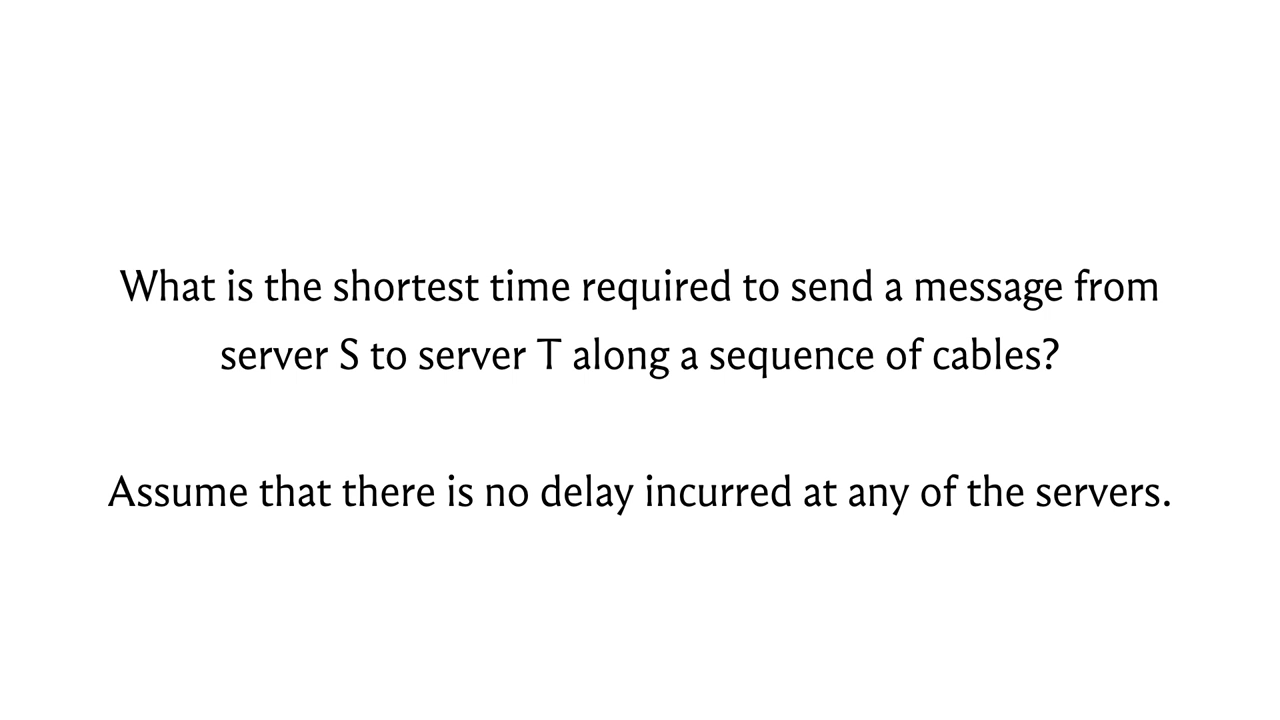 What is the shortest time required to send a message from
server S to server T along a sequence of cables?
Assume that there is no delay incurred at any of the servers.